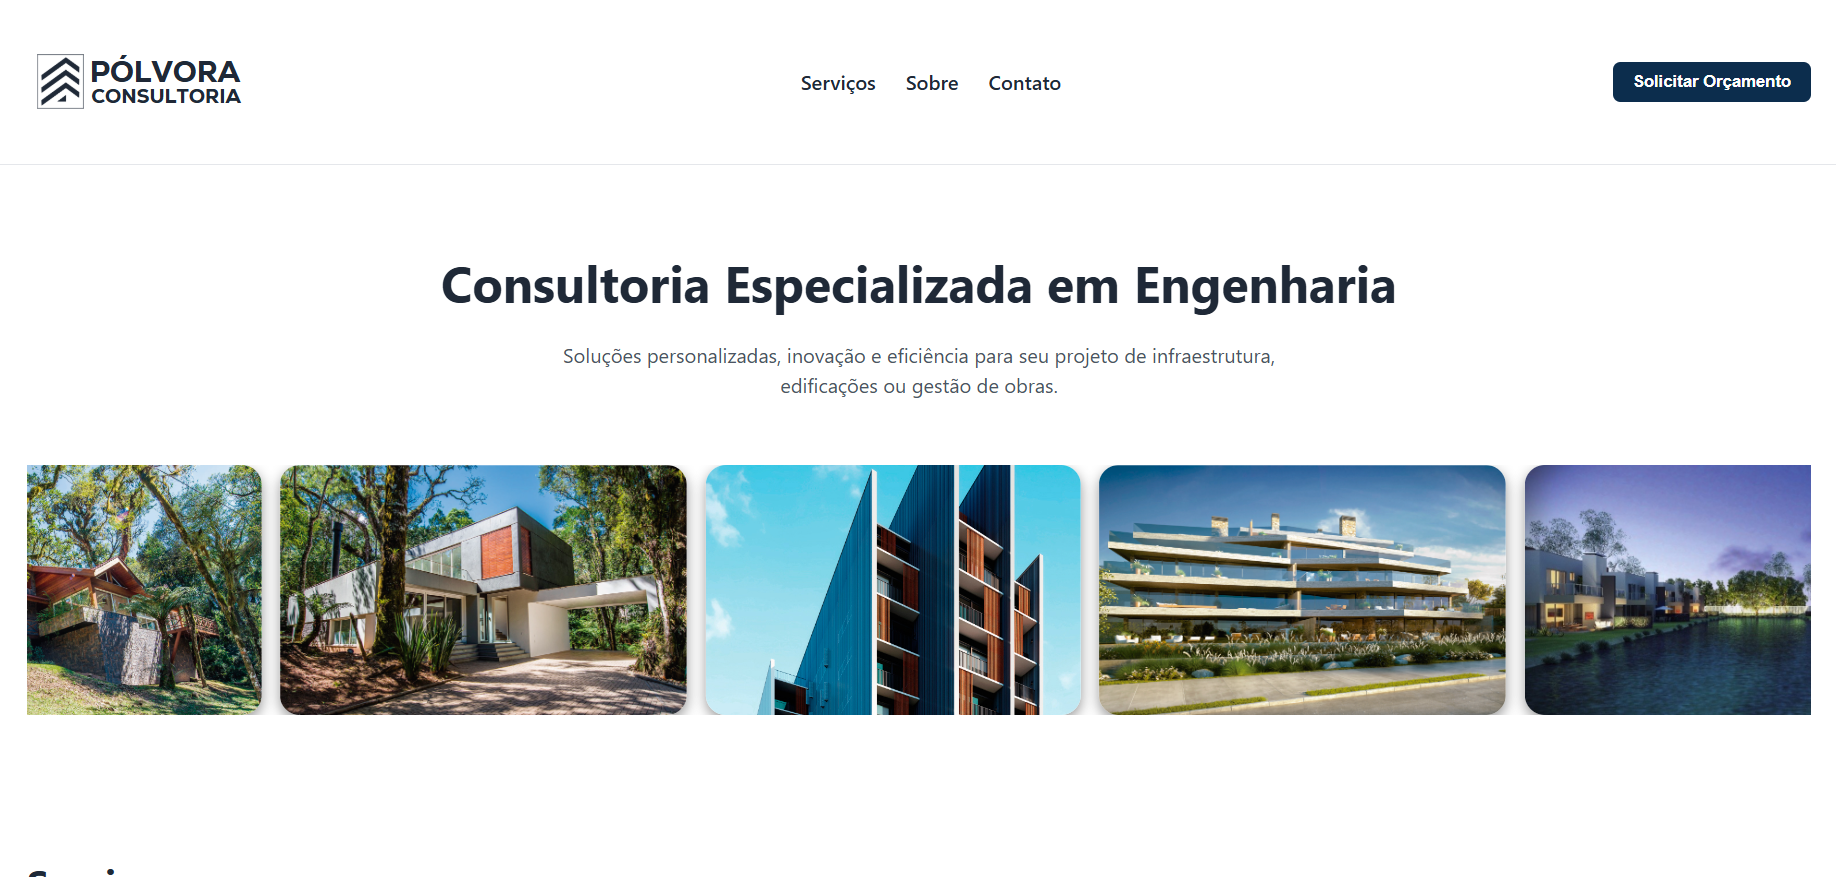 PÓLVORA
CONSULTORIA
Serviços Sobre Contato
Solicitar Orçamento
Consultoria Especializada em Engenharia
Soluções personalizadas, inovação e eficiência para seu projeto de infraestrutura,
edificações ou gestão de obras.